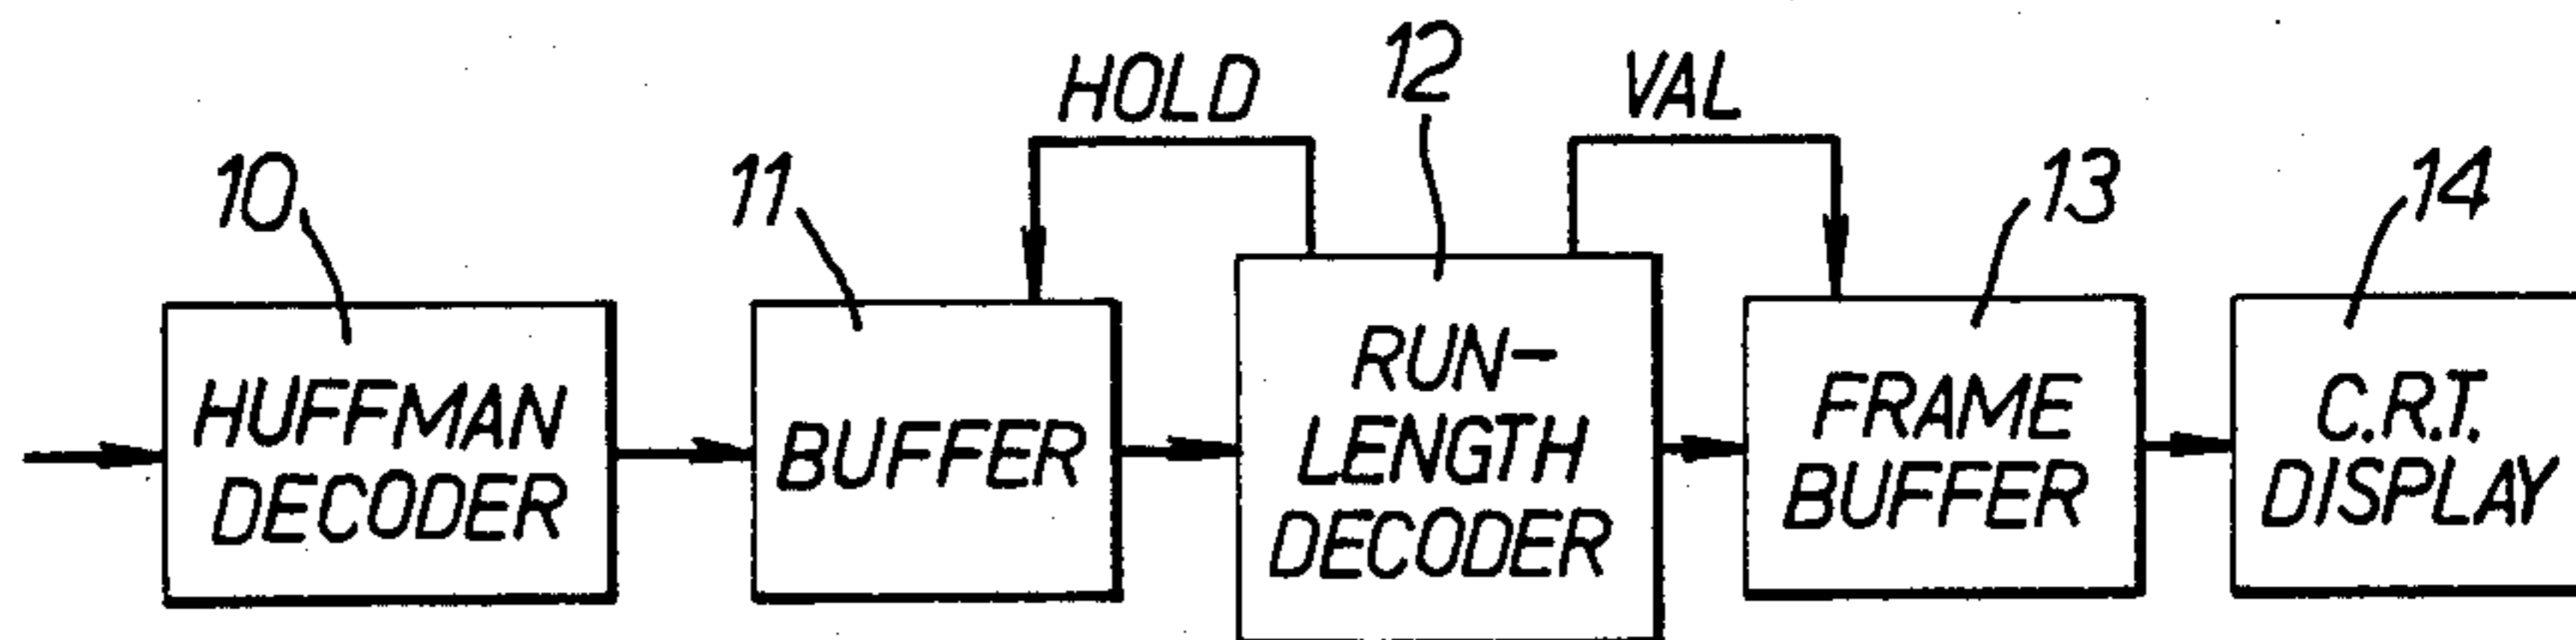 HOLD
12
VAL
10
11
13
14
HUFFMAN
DECODER
BUFFER
RUN-
LENGTH
DECODER
FRAME
BUFFER
C.R.T.
DISPLAY